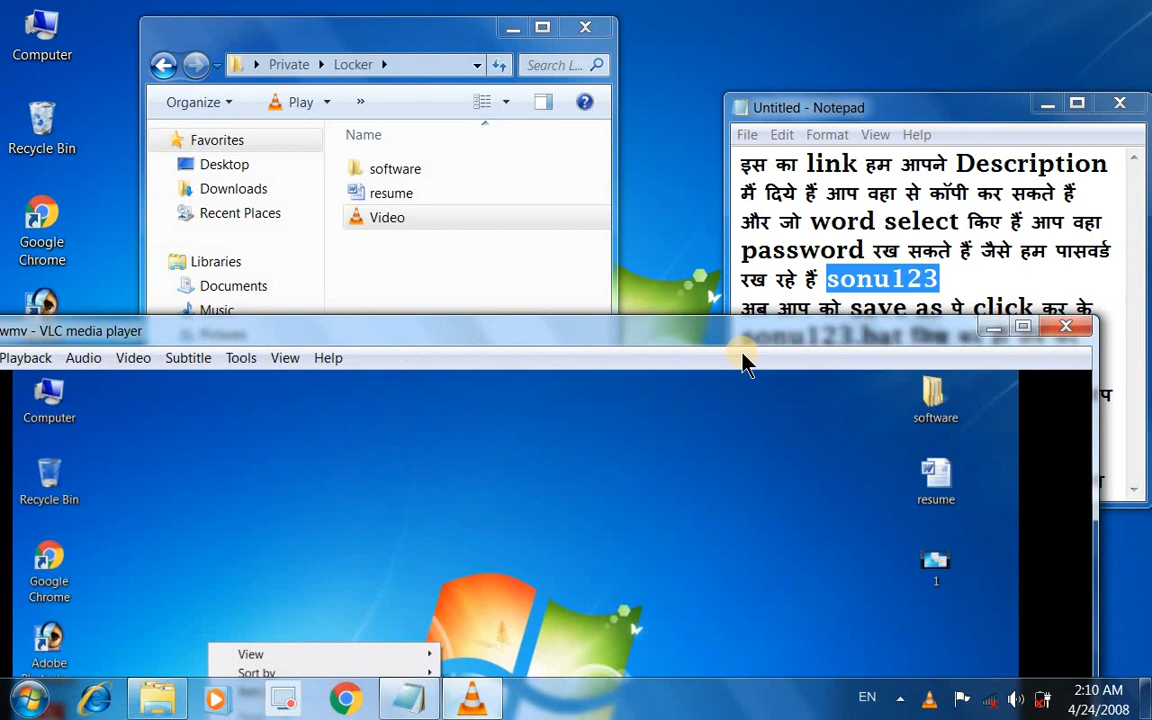 Computer
Recycle Bin
Google
Chrome
Private
Locker
Search L...
Organize
Play
»
Name
Favorites
Desktop
Downloads
Recent Places
Libraries
Documents
Music
software
resume
Video
Untitled - Notepad
File Edit Format View Help
इस का link हम आपने Description
मैं दिये हैं आप वहा से कॉपी कर सकते हैं
और जो word select किए हैं आप वहा
password रख सकते हैं जैसे हम पासवर्ड
रख रहे हैं sonu123
अब आप को save as पे click कर के
wmv - VLC media player
Playback Audio Video Subtitle Tools View Help
Computer
Recycle Bin
Google
Chrome
Adobe
software
resume
1
View
Sort by
EN
2:10 AM
4/24/2008